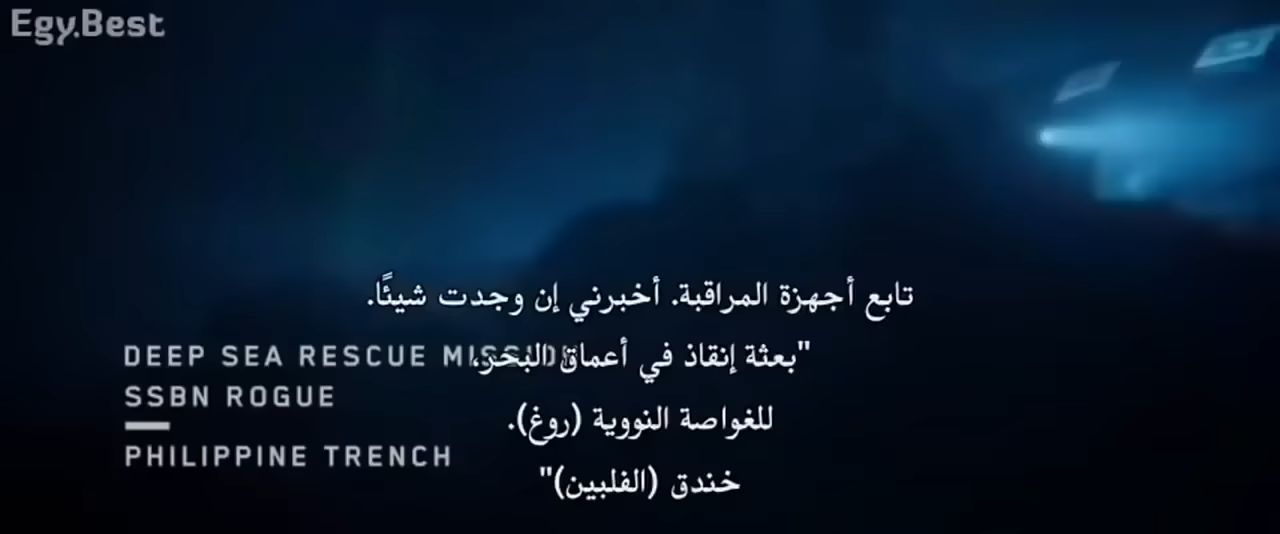 Egy.Best
تابع أجهزة المراقبة. أخبرني إن وجدت شيئًا.
"بعثة إنقاذ في أعماق البحر،
للغواصة النووية (روغ).
خندق (الفلبين)"
DEEP SEA RESCUE MISSION
SSBN ROGUE
PHILIPPINE TRENCH